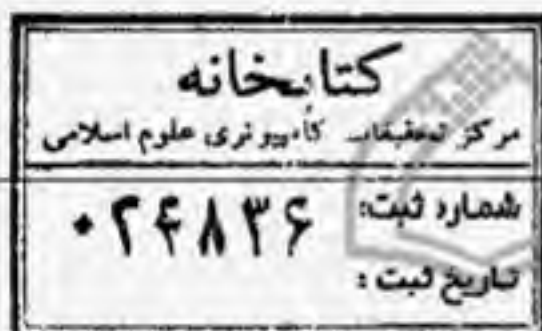 کتابخانه
مرکز تحقیقات کامپیوتری علوم اسلامی
شماره ثبت: ۰۲۴۸۳۶
تاریخ ثبت :